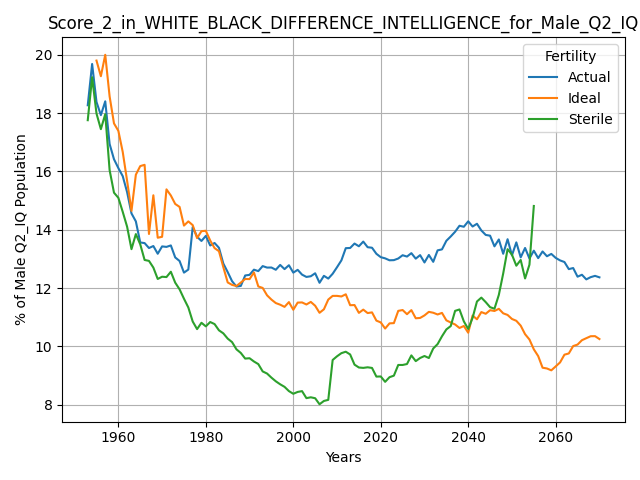 Score_2_in_WHITE_BLACK_DIFFERENCE_INTELLIGENCE_for_Male_Q2_IQ
% of Male Q2_IQ Population
20
18
16
14
12
10
8
Fertility
Actual
Ideal
Sterile
1960 1980 2000 2020 2040 2060
Years